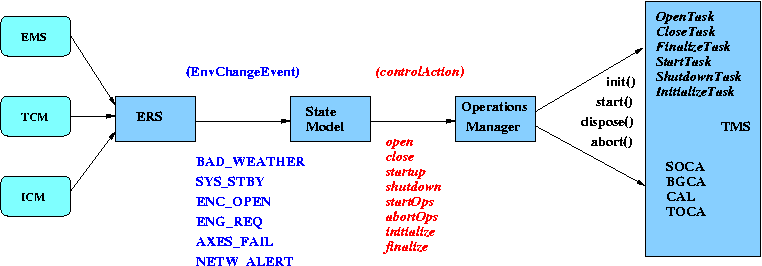 EMS
TCM
ICM
ERS
(EnvChangeEvent)
BAD_WEATHER
SYS_STBY
ENC_OPEN
ENG_REQ
AXES_FAIL
NETW_ALERT
State
Model
(controlAction)
open
close
startup
shutdown
startOps
abortOps
initialize
finalize
Operations
Manager
init()
start()
dispose()
abort()
OpenTask
CloseTask
FinalizeTask
StartTask
ShutdownTask
InitializeTask
TMS
SOCA
BGCA
CAL
TOCA